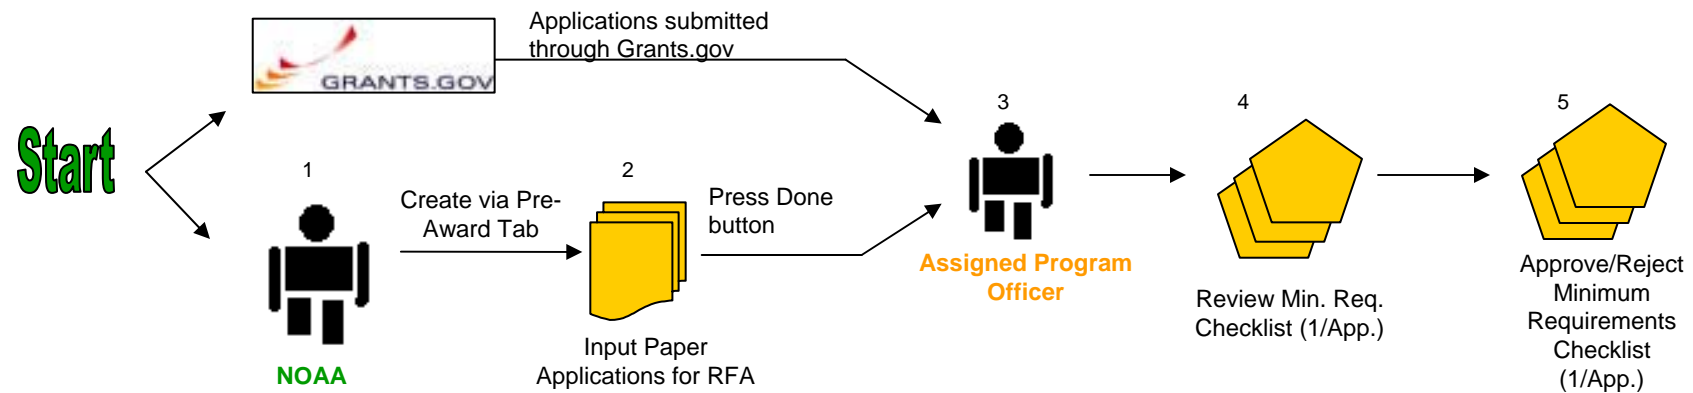 Applications submitted
through Grants.gov
GRANTS.GOV
Start
1
Create via Pre-
Award Tab
2
Press Done
button
3
4
5
NOAA
Input Paper
Applications for RFA
Assigned Program
Officer
Review Min. Req.
Checklist (1/App.)
Approve/Reject
Minimum
Requirements
Checklist
(1/App.)